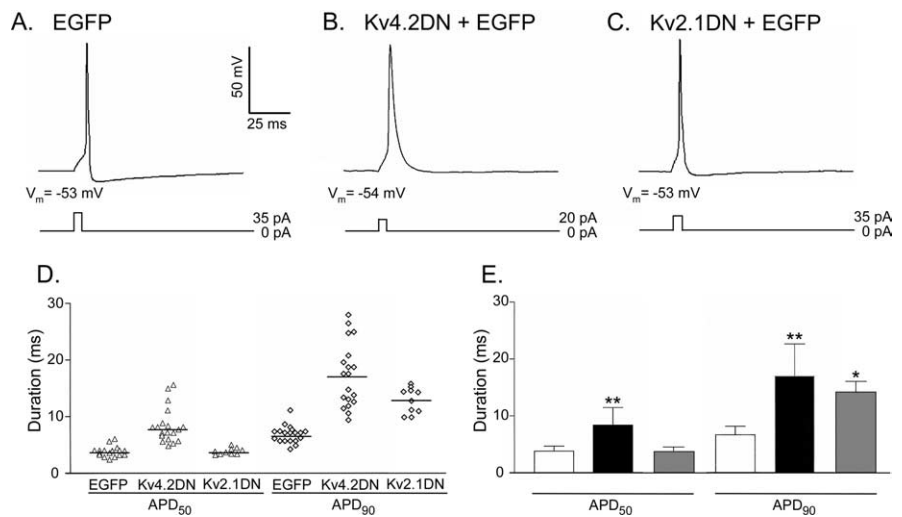 A. EGFP
B. Kv4.2DN + EGFP
C. Kv2.1DN + EGFP
50 mV
25 ms
Vm= -53 mV
Vm= -54 mV
Vm= -53 mV
35 pA
0 pA
20 pA
0 pA
35 pA
0 pA
D.
Duration (ms)
30
20
10
0
EGFP Kv4.2DN Kv2.1DN EGFP Kv4.2DN Kv2.1DN
APD50 APD90
E.
Duration (ms)
30
20
10
0
**
**
*
APD50 APD90